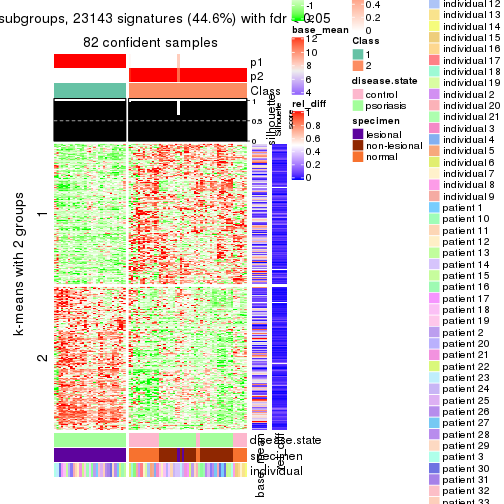 subgroups, 23143 signatures (44.6%) with fdr < 0.05
82 confident samples
p1
p2
Class
1
0.5
0
silhouette
k-means with 2 groups
1
2
disease.state
specimen
individual
base_mean
rel_diff
-1
base_mean
12
10
8
6
4
rel_diff
1
0.8
0.6
0.4
0.2
0
0.4
0
Class
1
2
disease.state
control
psoriasis
specimen
lesional
non-lesional
normal
individual 12
individual 13
individual 14
individual 15
individual 16
individual 17
individual 18
individual 19
individual 2
individual 20
individual 21
individual 3
individual 4
individual 5
individual 6
individual 7
individual 8
individual 9
patient 1
patient 10
patient 11
patient 12
patient 13
patient 14
patient 15
patient 16
patient 17
patient 18
patient 19
patient 2
patient 20
patient 21
patient 22
patient 23
patient 24
patient 25
patient 26
patient 27
patient 28
patient 29
patient 3
patient 30
patient 31
patient 32
patient 33